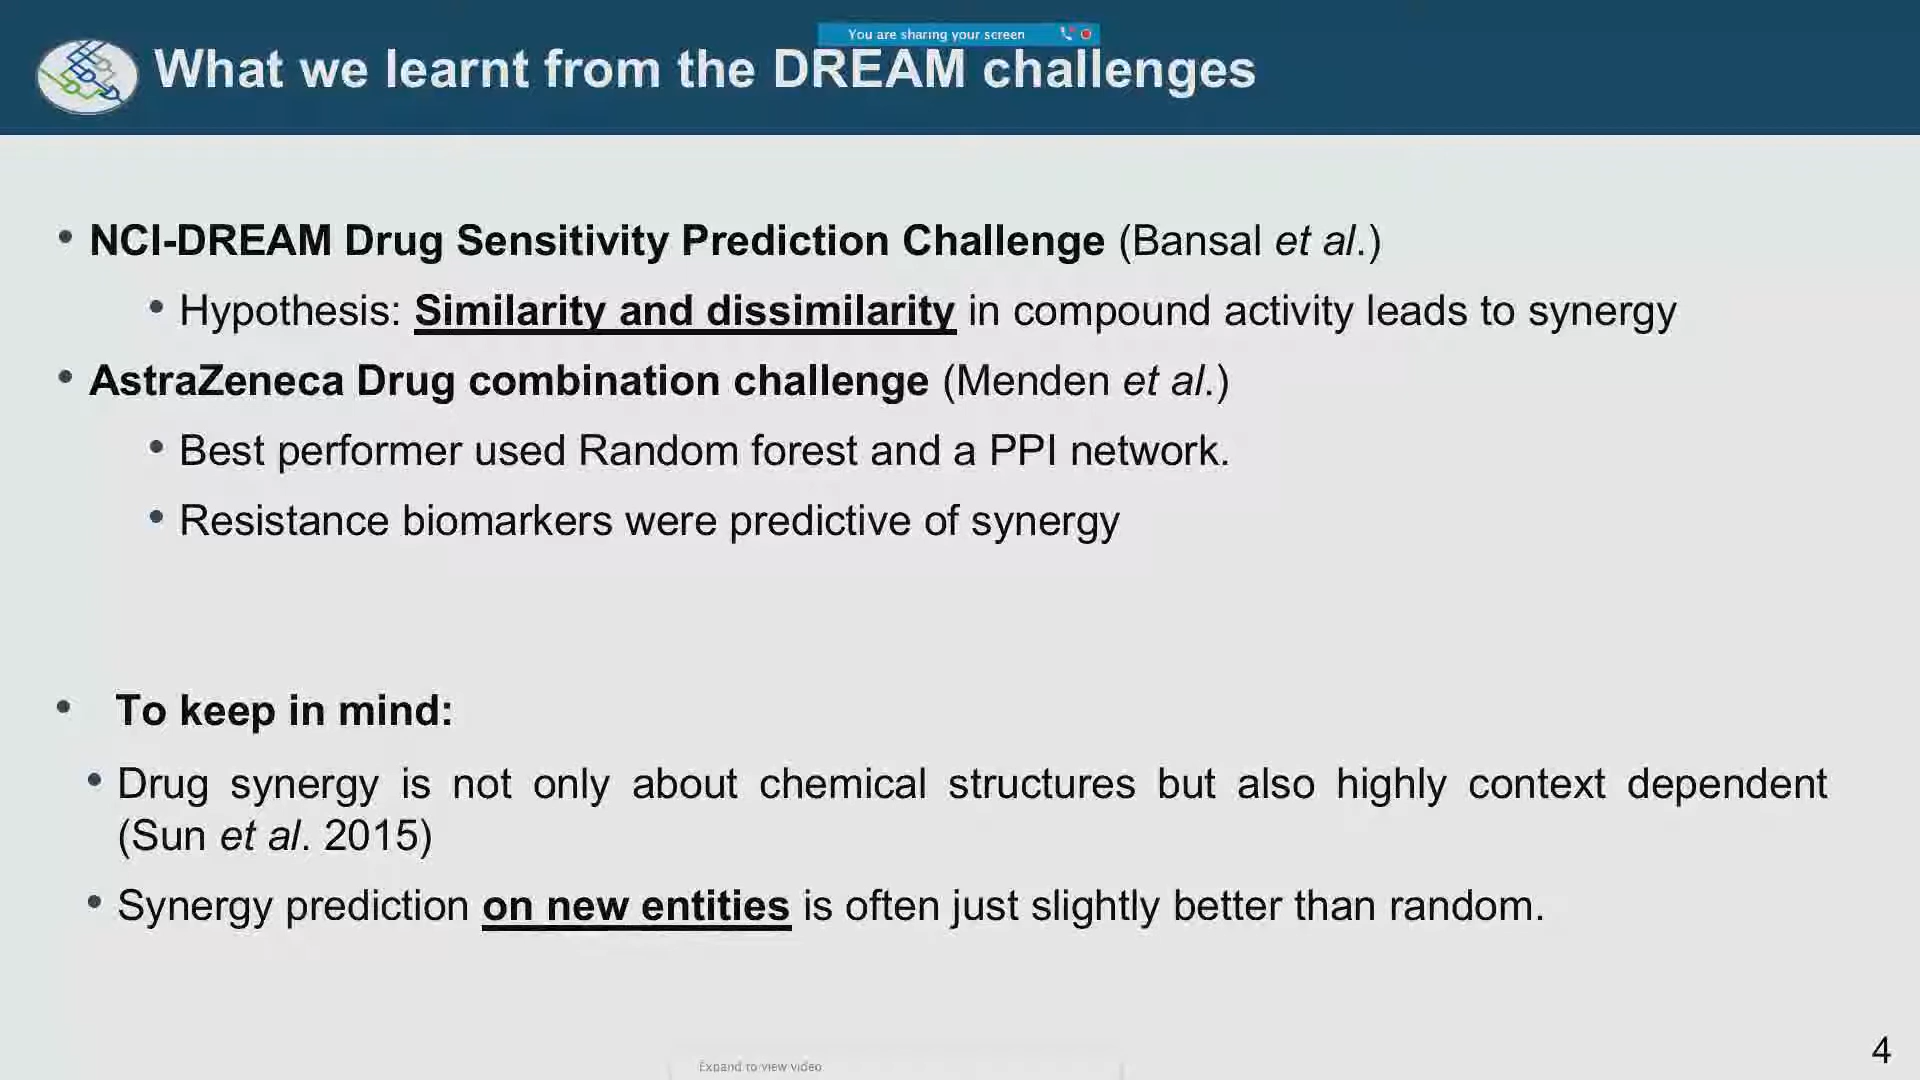 You are sharing your screen
What we learnt from the DREAM challenges
• NCI-DREAM Drug Sensitivity Prediction Challenge (Bansal et al.)
• Hypothesis: Similarity and dissimilarity in compound activity leads to synergy
• AstraZeneca Drug combination challenge (Menden et al.)
• Best performer used Random forest and a PPI network.
• Resistance biomarkers were predictive of synergy
• To keep in mind:
• Drug synergy is not only about chemical structures but also highly context dependent
(Sun et al. 2015)
• Synergy prediction on new entities is often just slightly better than random.
4
Expand to view video